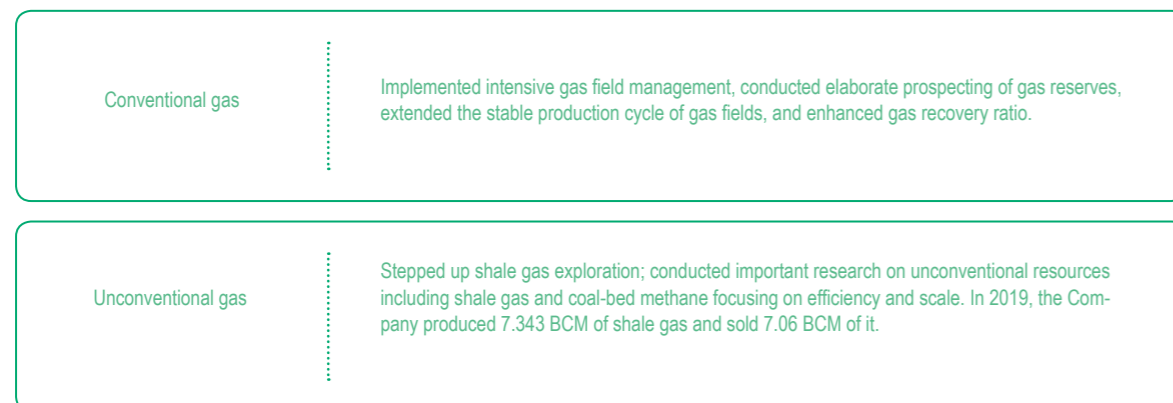 Conventional gas
Implemented intensive gas field management, conducted elaborate prospecting of gas reserves,
extended the stable production cycle of gas fields, and enhanced gas recovery ratio.
Unconventional gas
Stepped up shale gas exploration; conducted important research on unconventional resources
including shale gas and coal-bed methane focusing on efficiency and scale. In 2019, the Com-
pany produced 7.343 BCM of shale gas and sold 7.06 BCM of it.